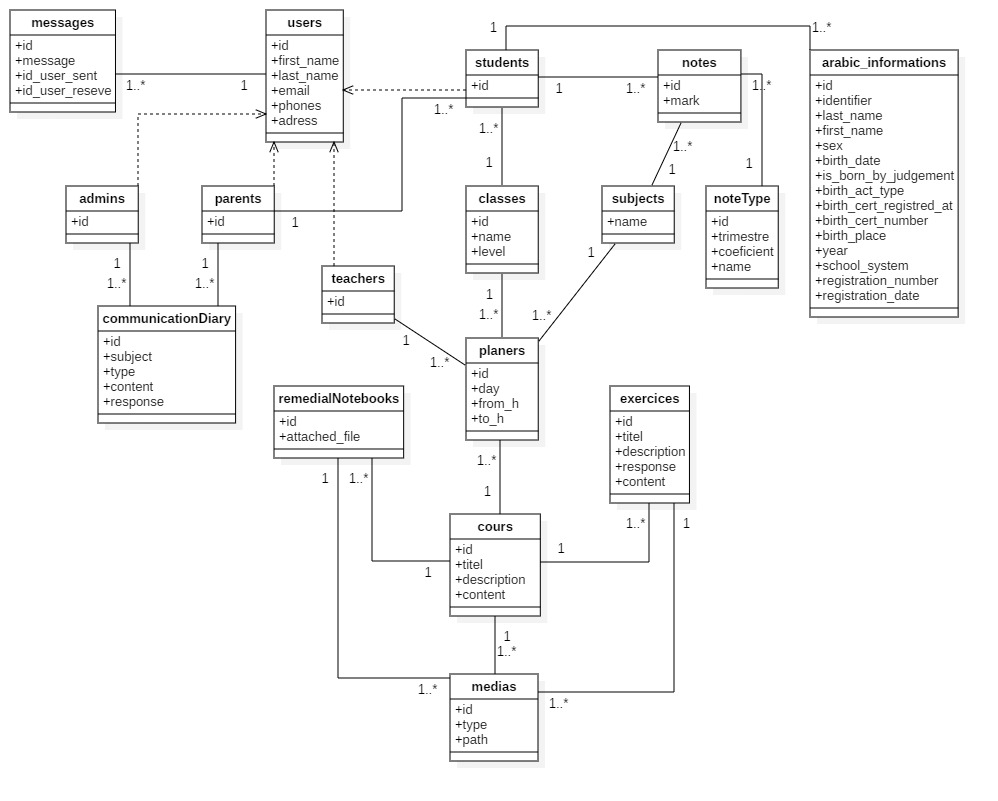 messages
+id
+message
+id_user_sent
+id_user_reseve
1..*
1
users
+id
+first_name
+last_name
+email
+phones
+adress
1
1..*
students
+id
1
1..*
1..*
notes
+id
+mark
1..*
arabic_informations
+id
+identifier
+last_name
+first_name
+sex
+birth_date
+is_born_by_judgement
+birth_act_type
+birth_cert_registred_at
+birth_cert_number
+birth_place
+year
+school_system
+registration_number
+registration_date
1..*
1
1..*
1
1
admins
+id
parents
+id
1
classes
+id
+name
+level
subjects
+name
noteType
+id
+trimestre
+coeficient
+name
1
1..*
1
1..*
teachers
+id
1
1..*
1
1..*
1
1..*
communicationDiary
+id
+subject
+type
+content
+response
planers
+id
+day
+from_h
+to_h
remedialNotebooks
+id
+attached_file
exercices
+id
+titel
+description
+response
+content
1
1..*
1..*
1
1..*
1
cours
+id
+titel
+description
+content
1
1
1
1..*
1..*
medias
+id
+type
+path
1..*